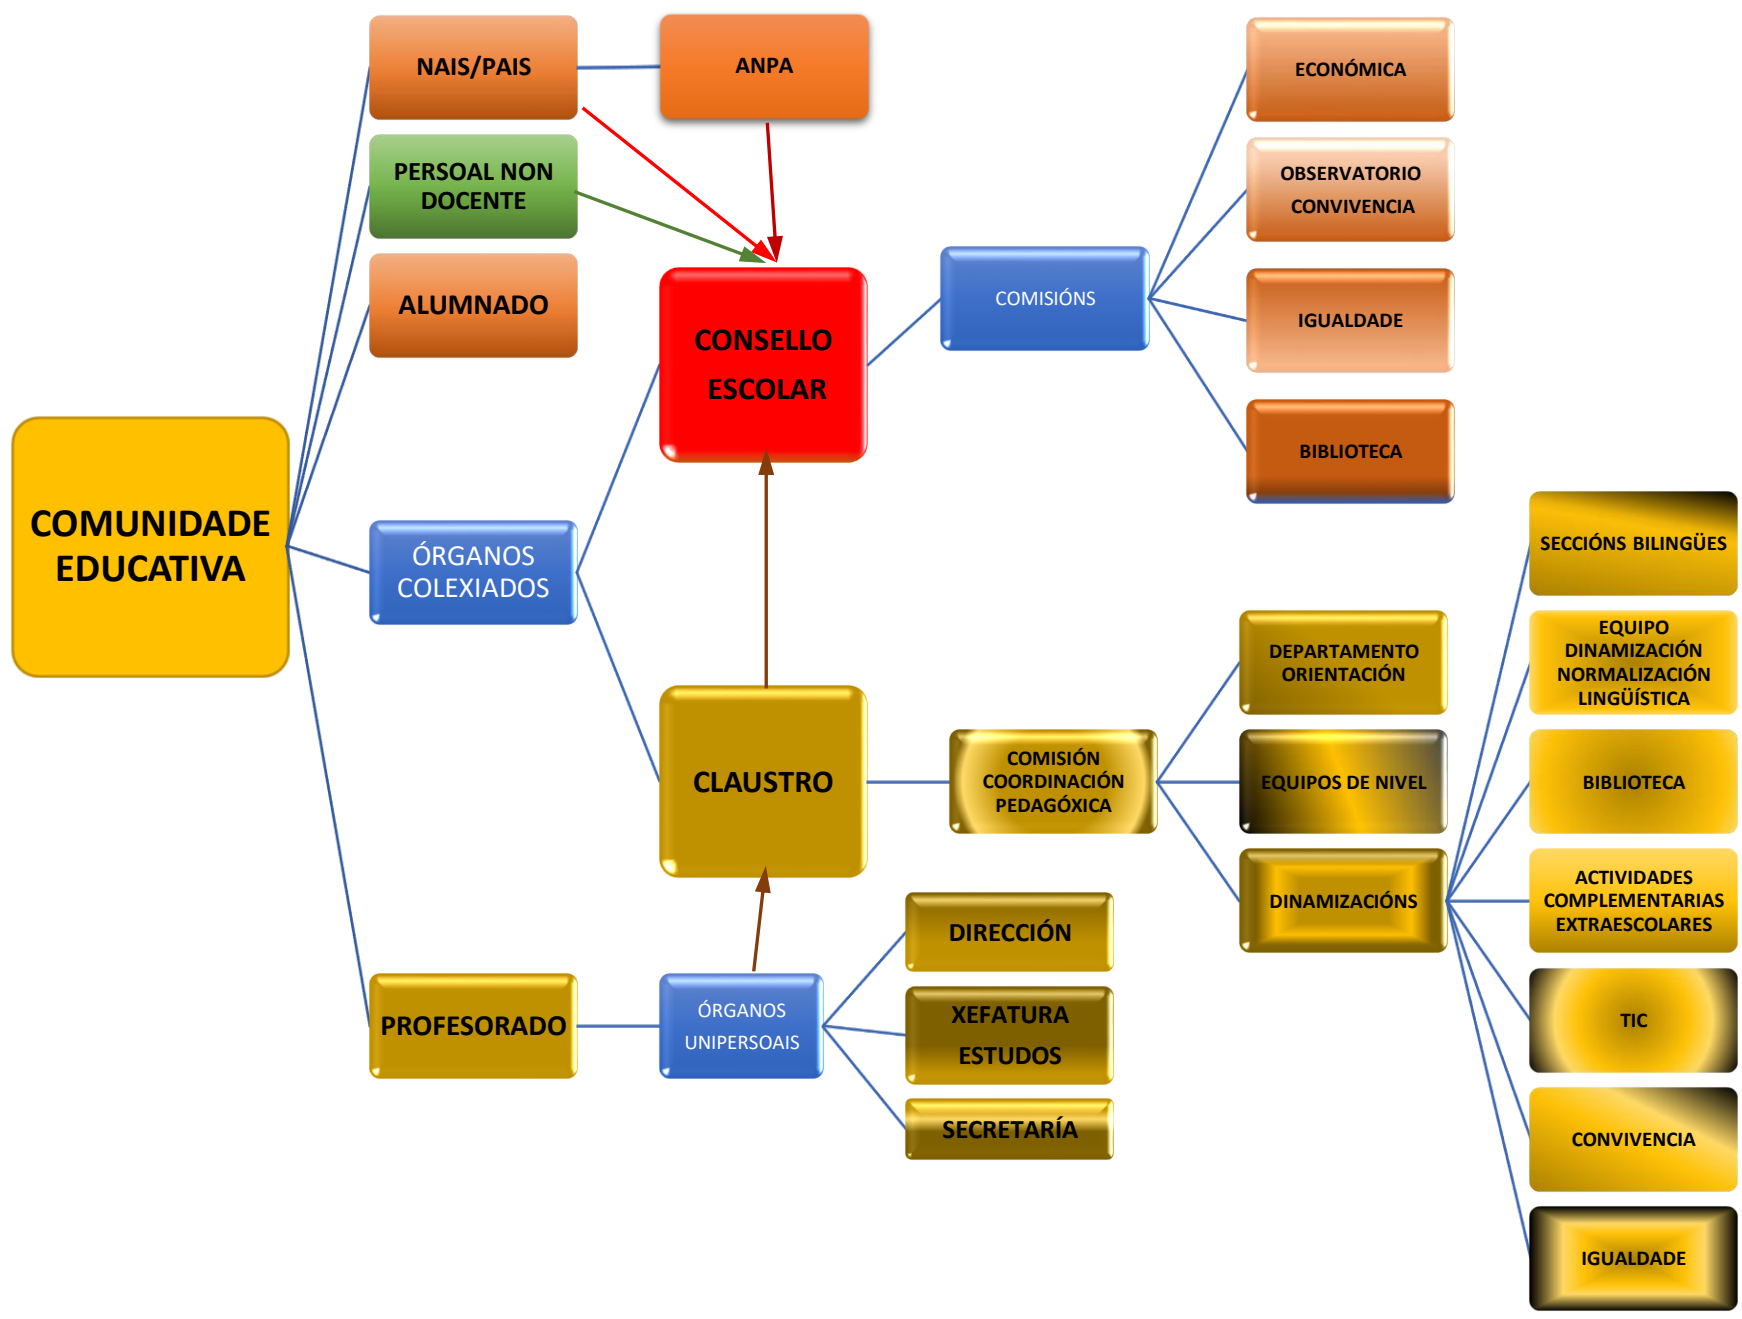 NAIS/PAIS
ANPA
PERSOAL NON
DOCENTE
ALUMNADO
COMUNIDADE
EDUCATIVA
ÓRGANOS
COLEXIADOS
PROFESORADO
CONSELLO
ESCOLAR
COMISIÓNS
ECONÓMICA
OBSERVATORIO
CONVIVENCIA
IGUALDADE
BIBLIOTECA
CLAUSTRO
COMISIÓN
COORDINACIÓN
PEDAGÓXICA
DEPARTAMENTO
ORIENTACIÓN
EQUIPOS DE NIVEL
DINAMIZACIÓNS
SECCIÓNS BILINGÜES
EQUIPO
DINAMIZACIÓN
NORMALIZACIÓN
LINGÜÍSTICA
BIBLIOTECA
ACTIVIDADES
COMPLEMENTARIAS
EXTRAESCOLARES
TIC
CONVIVENCIA
IGUALDADE
ÓRGANOS
UNIPERSOAIS
DIRECCIÓN
XEFATURA
ESTUDOS
SECRETARÍA